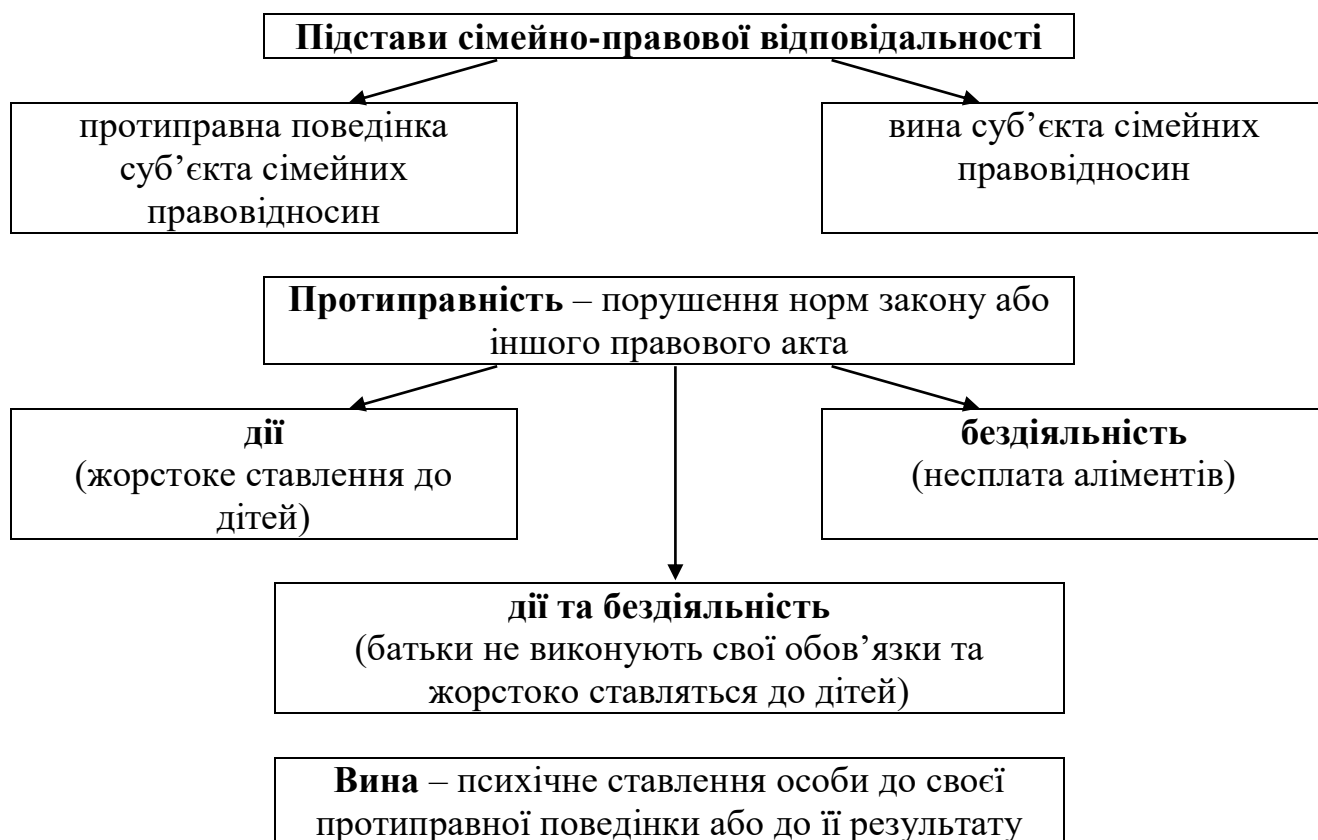 Підстави сімейно-правової відповідальності
протиправна поведінка
суб’єкта сімейних
правовідносин
вина суб’єкта сімейних
правовідносин
Протиправність – порушення норм закону або
іншого правового акта
дії
(жорстоке ставлення до
дітей)
бездіяльність
(несплата аліментів)
дії та бездіяльність
(батьки не виконують свої обов’язки та
жорстоко ставляться до дітей)
Вина – психічне ставлення особи до своєї
протиправної поведінки або до її результату